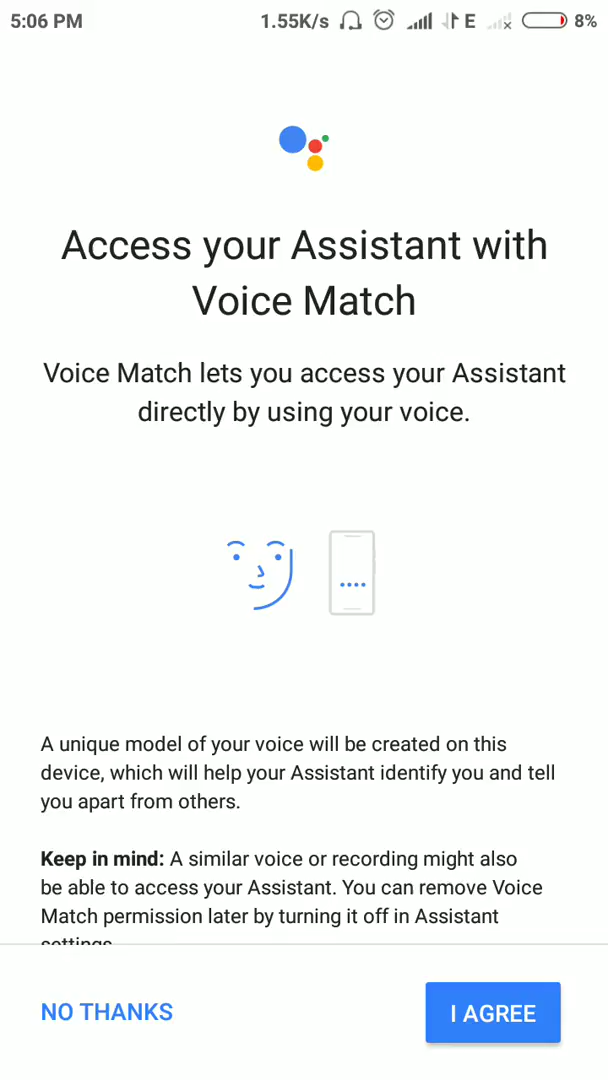 5:06 PM 1.55K/s E 8%
Access your Assistant with
Voice Match
Voice Match lets you access your Assistant
directly by using your voice.
A unique model of your voice will be created on this
device, which will help your Assistant identify you and tell
you apart from others.
Keep in mind: A similar voice or recording might also
be able to access your Assistant. You can remove Voice
Match permission later by turning it off in Assistant
settings
NO THANKS I AGREE